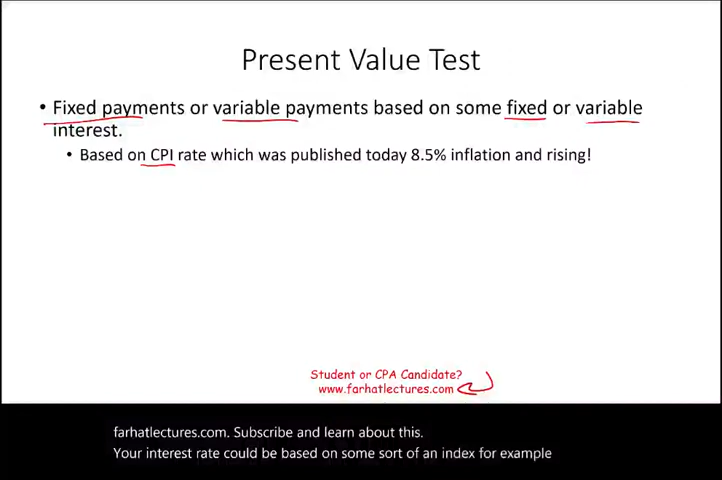 Present Value Test
• Fixed payments or variable payments based on some fixed or variable
interest.
• Based on CPI rate which was published today 8.5% inflation and rising!
Student or CPA Candidate?
www.farhatlectures.com
farhatlectures.com. Subscribe and learn about this.
Your interest rate could be based on some sort of an index for example